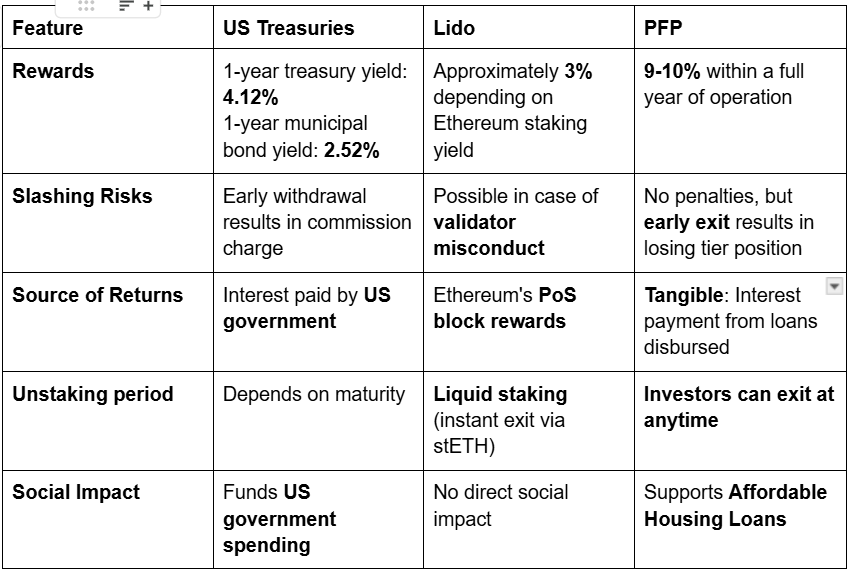 Feature US Treasuries Lido PFP
Rewards 1-year treasury yield: Approximately 3% 9-10% within a full
4.12% depending on year of operation
1-year municipal Ethereum staking
bond yield: 2.52% yield
Slashing Risks Early withdrawal Possible in case of No penalties, but
results in commission validator early exit results in
charge misconduct losing tier position
Source of Returns Interest paid by US Ethereum's PoS Tangible: Interest
government block rewards payment from loans
disbursed
Unstaking period Depends on maturity Liquid staking Investors can exit at
(instant exit via anytime
stETH)
Social Impact Funds US No direct social Supports Affordable
government impact Housing Loans
spending